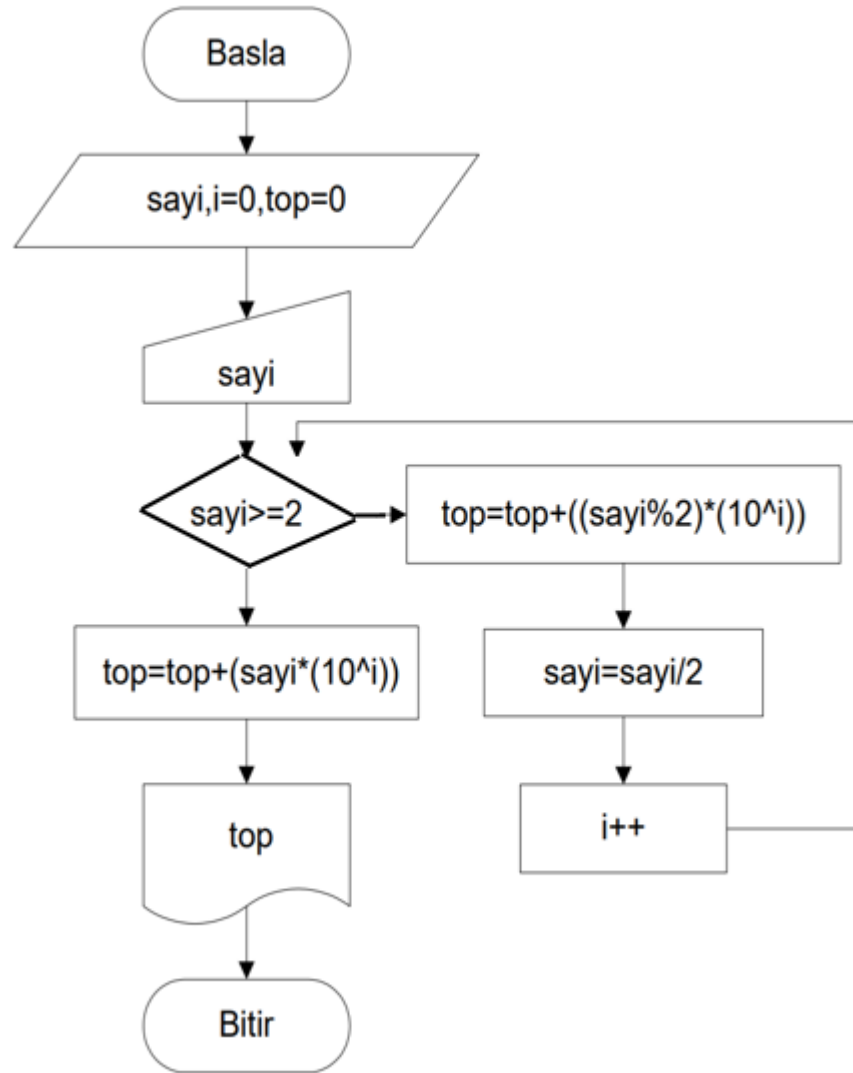 Basla
sayi,i=0,top=0
sayi
sayi>=2
top=top+((sayi%2)*(10^i))
top=top+(sayi*(10^i))
sayi=sayi/2
top
i++
Bitir